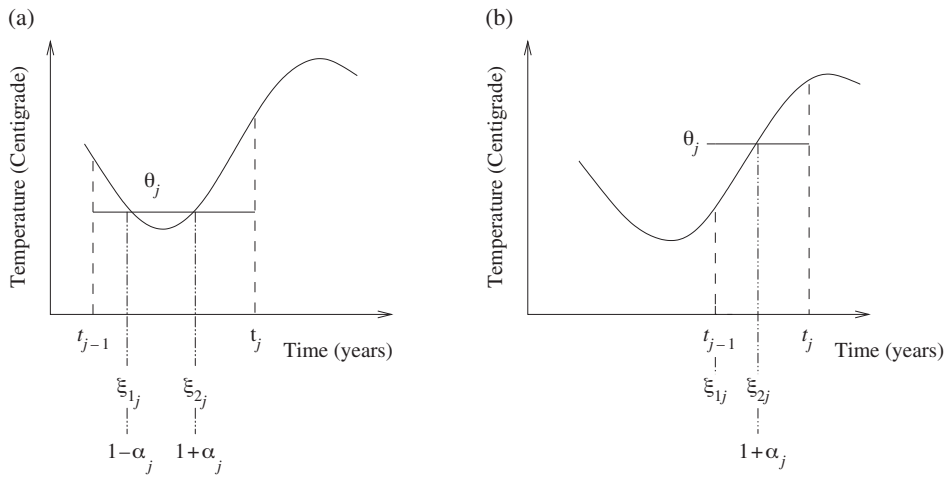 (a)
Temperature (Centigrade)
θj
tj−1
tj
Time (years)
ξ1j
ξ2j
1−αj
1+αj
(b)
Temperature (Centigrade)
θj
tj−1
tj
Time (years)
ξ1j
ξ2j
1+αj